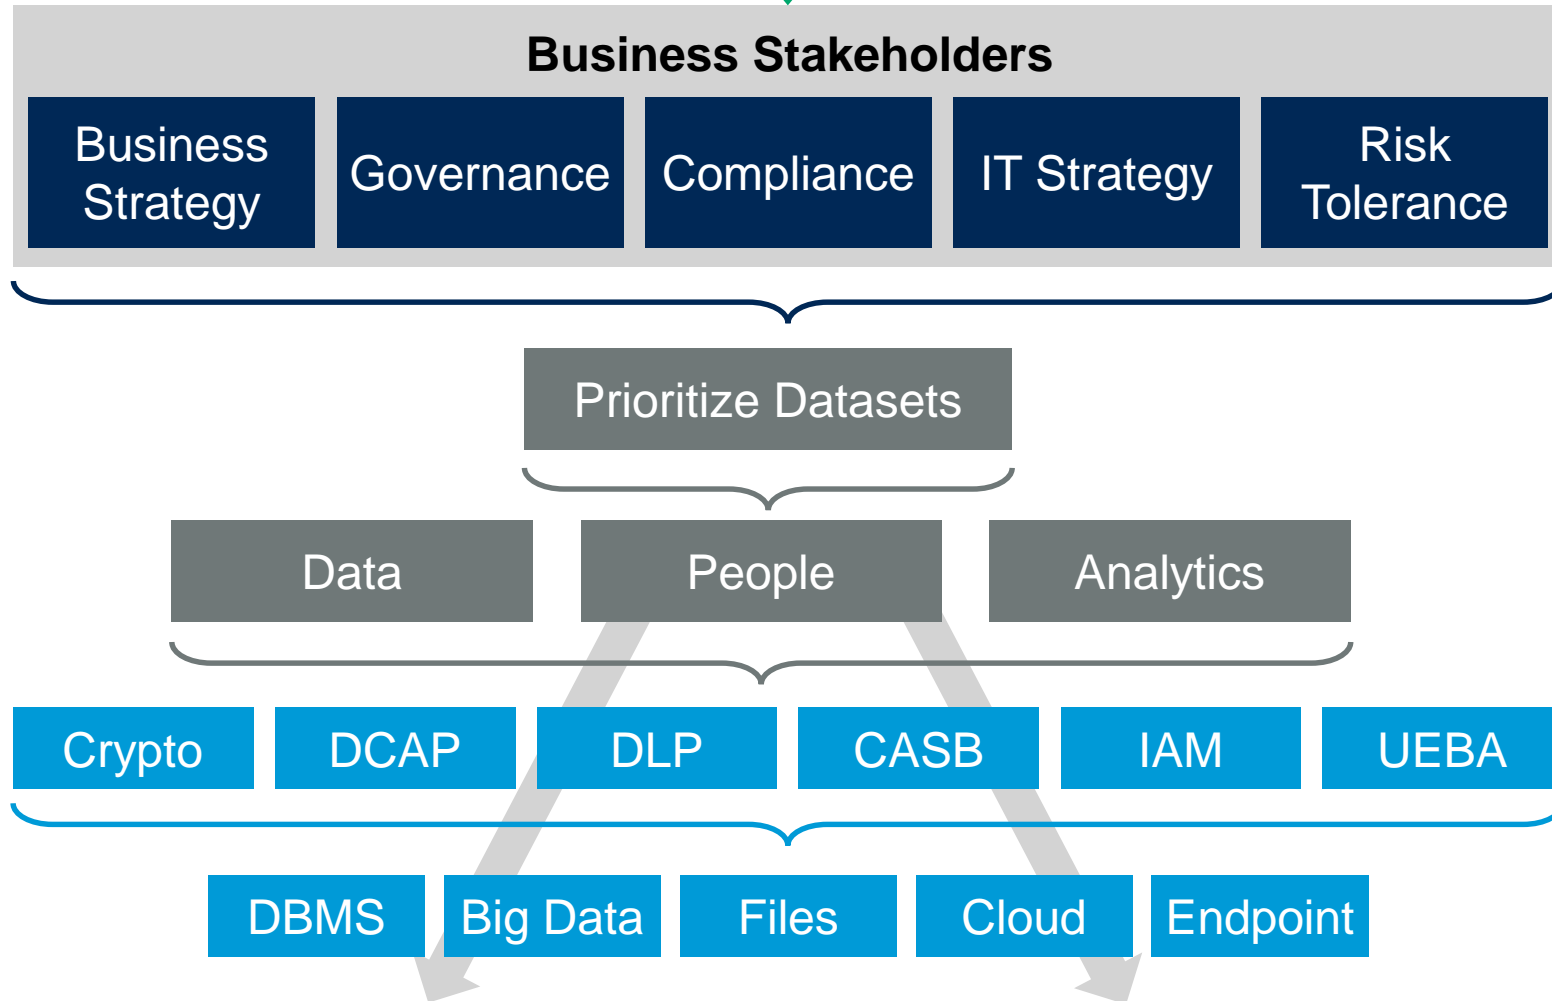 Business Stakeholders
Business
Strategy
Governance
Compliance
IT Strategy
Risk
Tolerance
Prioritize Datasets
Data
People
Analytics
Crypto
DCAP
DLP
CASB
IAM
UEBA
DBMS
Big Data
Files
Cloud
Endpoint